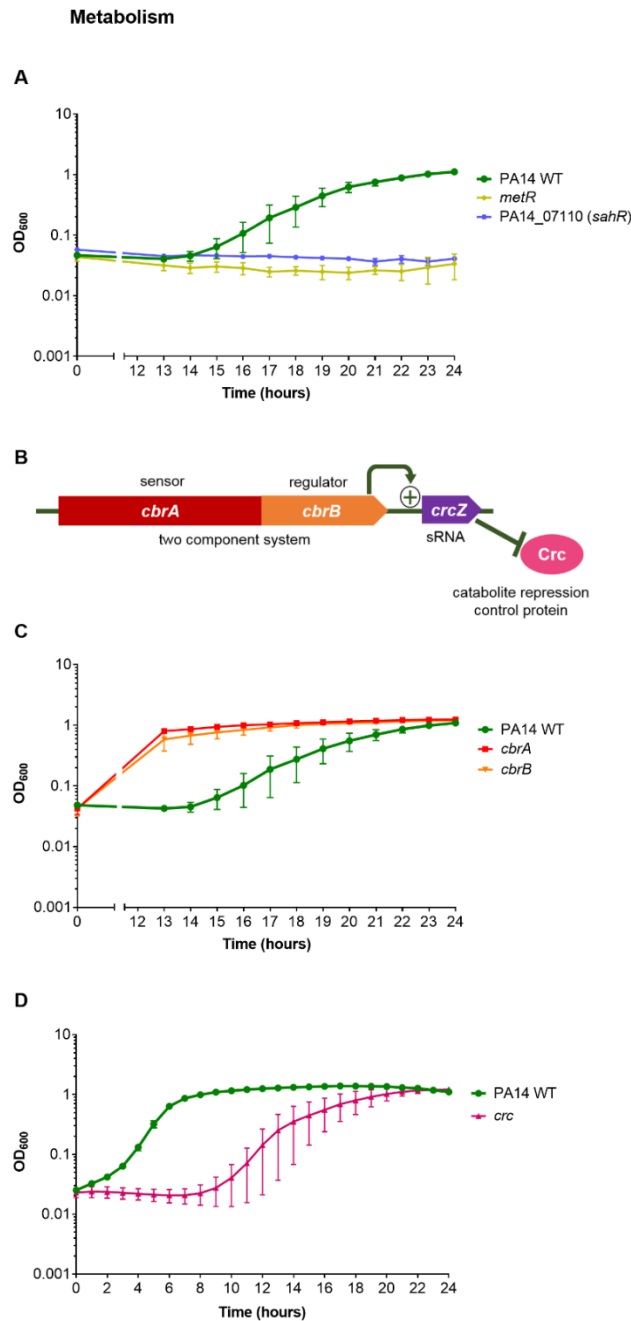 Metabolism
A
10
1
0.1
0.01
0.001
OD600
0 12 13 14 15 16 17 18 19 20 21 22 23 24
Time (hours)
PA14 WT
metR
PA14_07110 (sahR)
B
sensor
regulator
cbrA
cbrB
+
crcZ
two component system
sRNA
Crc
catabolite repression
control protein
C
10
1
0.1
0.01
0.001
OD600
0 12 13 14 15 16 17 18 19 20 21 22 23 24
Time (hours)
PA14 WT
cbrA
cbrB
D
10
1
0.1
0.01
0.001
OD600
0 2 4 6 8 10 12 14 16 18 20 22 24
Time (hours)
PA14 WT
crc